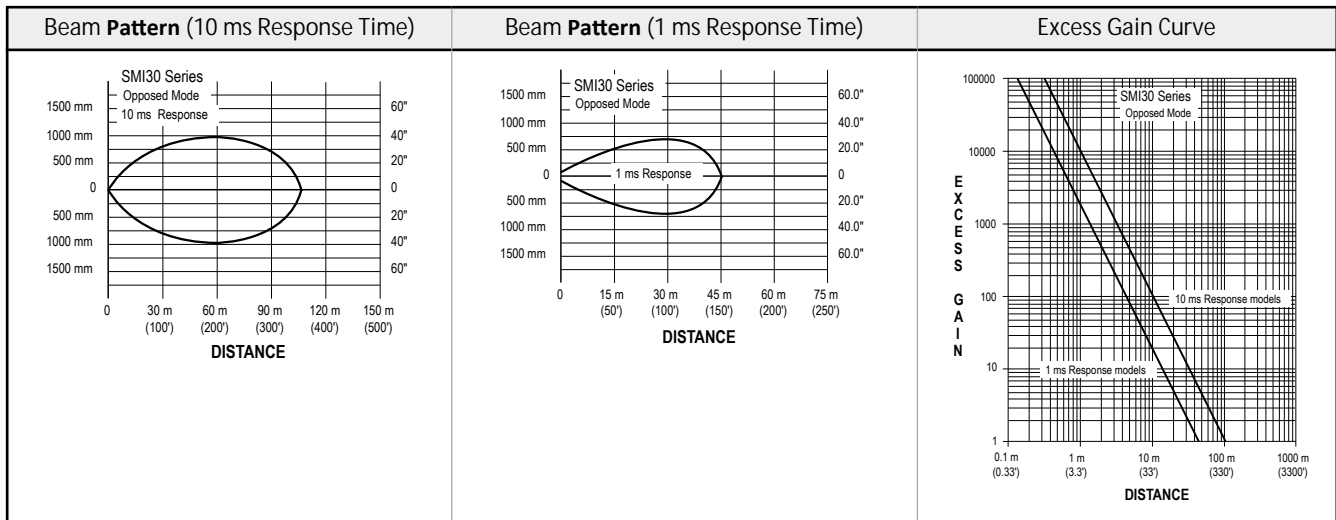 Beam Pattern (10 ms Response Time)
SMI30 Series
Opposed Mode
10 ms Response
1500 mm
1000 mm
500 mm
0
500 mm
1000 mm
1500 mm
60"
40"
20"
0
20"
40"
60"
0 30 m 60 m 90 m 120 m 150 m
(100') (200') (300') (400') (500')
DISTANCE
Beam Pattern (1 ms Response Time)
SMI30 Series
Opposed Mode
1 ms Response
1500 mm
1000 mm
500 mm
0
500 mm
1000 mm
1500 mm
60.0"
40.0"
20.0"
0
20.0"
40.0"
60.0"
0 15 m 30 m 45 m 60 m 75 m
(50') (100') (150') (200') (250')
DISTANCE
Excess Gain Curve
SMI30 Series
Opposed Mode
10 ms Response models
1 ms Response models
EXCESS GAIN
100000
10000
1000
100
10
1
0.1 m 1 m 10 m 100 m 1000 m
(0.33') (3.3') (33') (330') (3300')
DISTANCE